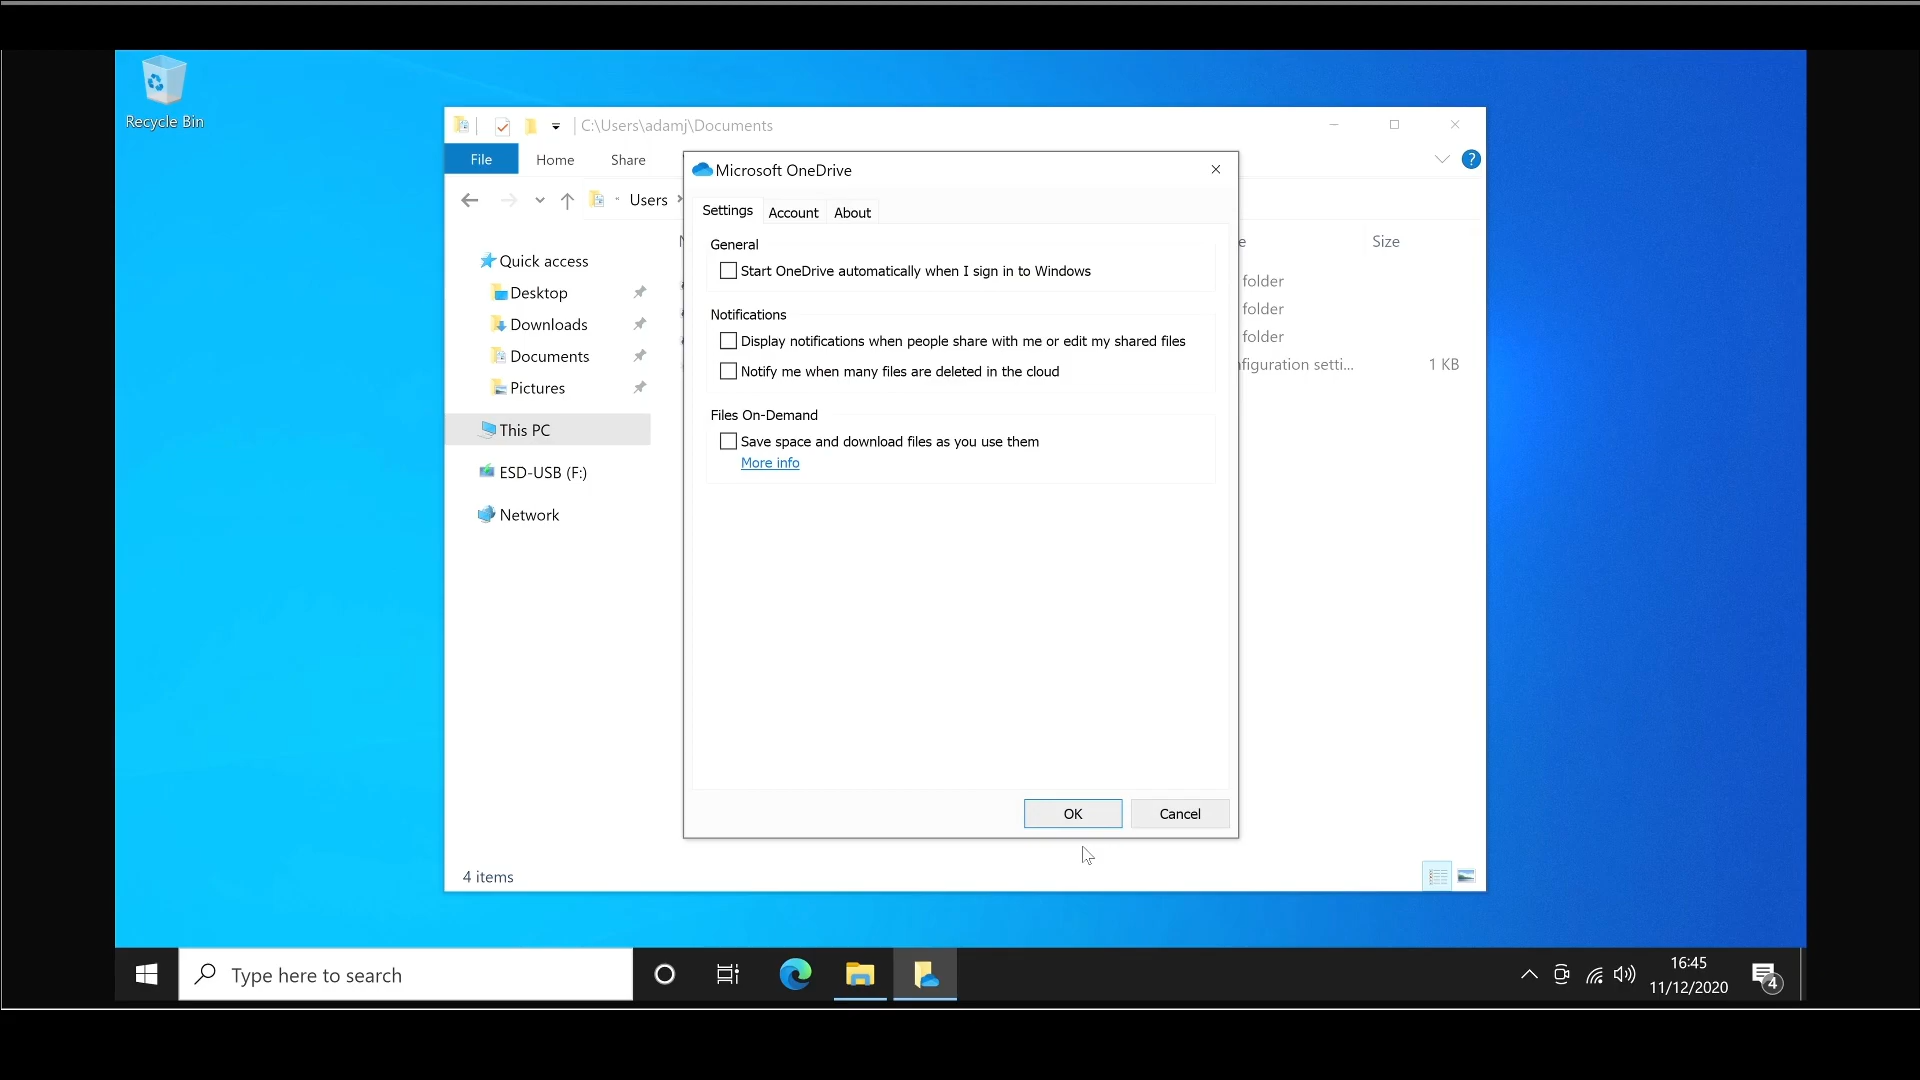 Recycle Bin
C:\Users\adamj\Documents
File Home Share
?
Users
Size
Quick access
Desktop
Downloads
Documents
Pictures
This PC
ESD-USB (F:)
Network
folder
folder
folder
figuration setti... 1 KB
Microsoft OneDrive
Settings Account About
General
Start OneDrive automatically when I sign in to Windows
Notifications
Display notifications when people share with me or edit my shared files
Notify me when many files are deleted in the cloud
Files On-Demand
Save space and download files as you use them
More info
OK Cancel
4 items
Type here to search
16:45
11/12/2020
4